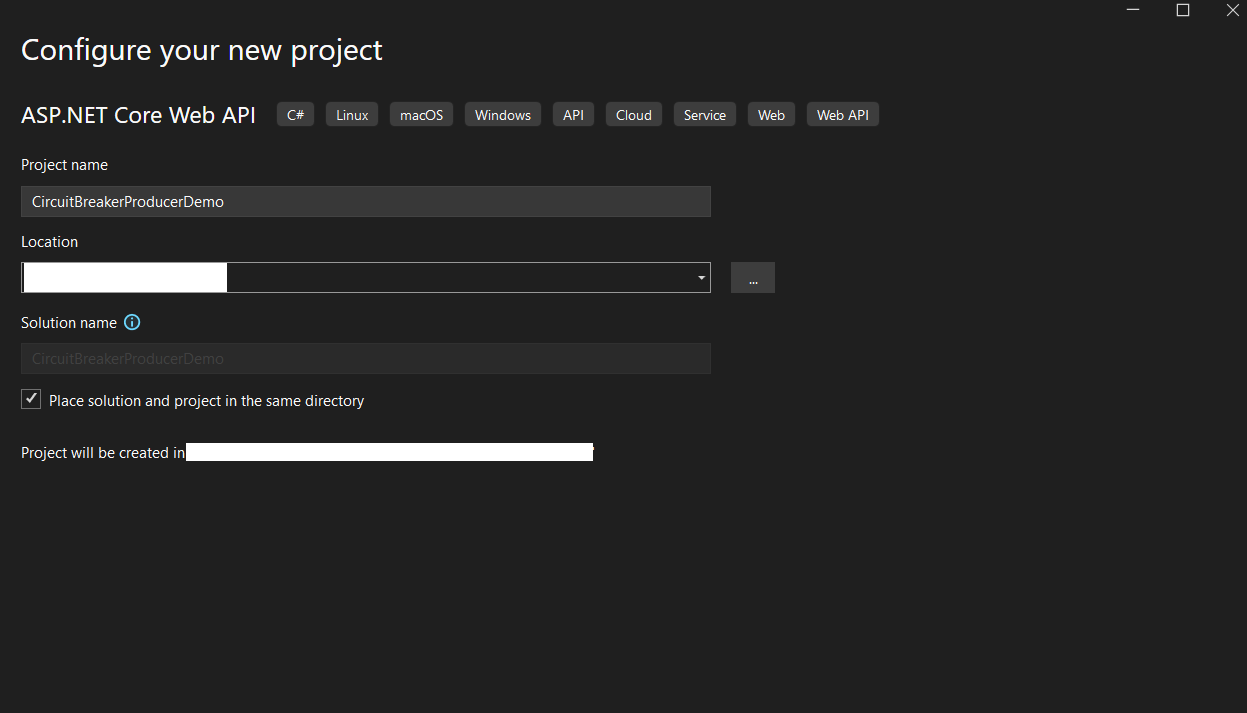 Configure your new project
ASP.NET Core Web API C# Linux macOS Windows API Cloud Service Web Web API
Project name
CircuitBreakerProducerDemo
Location
...
Solution name
CircuitBreakerProducerDemo
Place solution and project in the same directory
Project will be created in